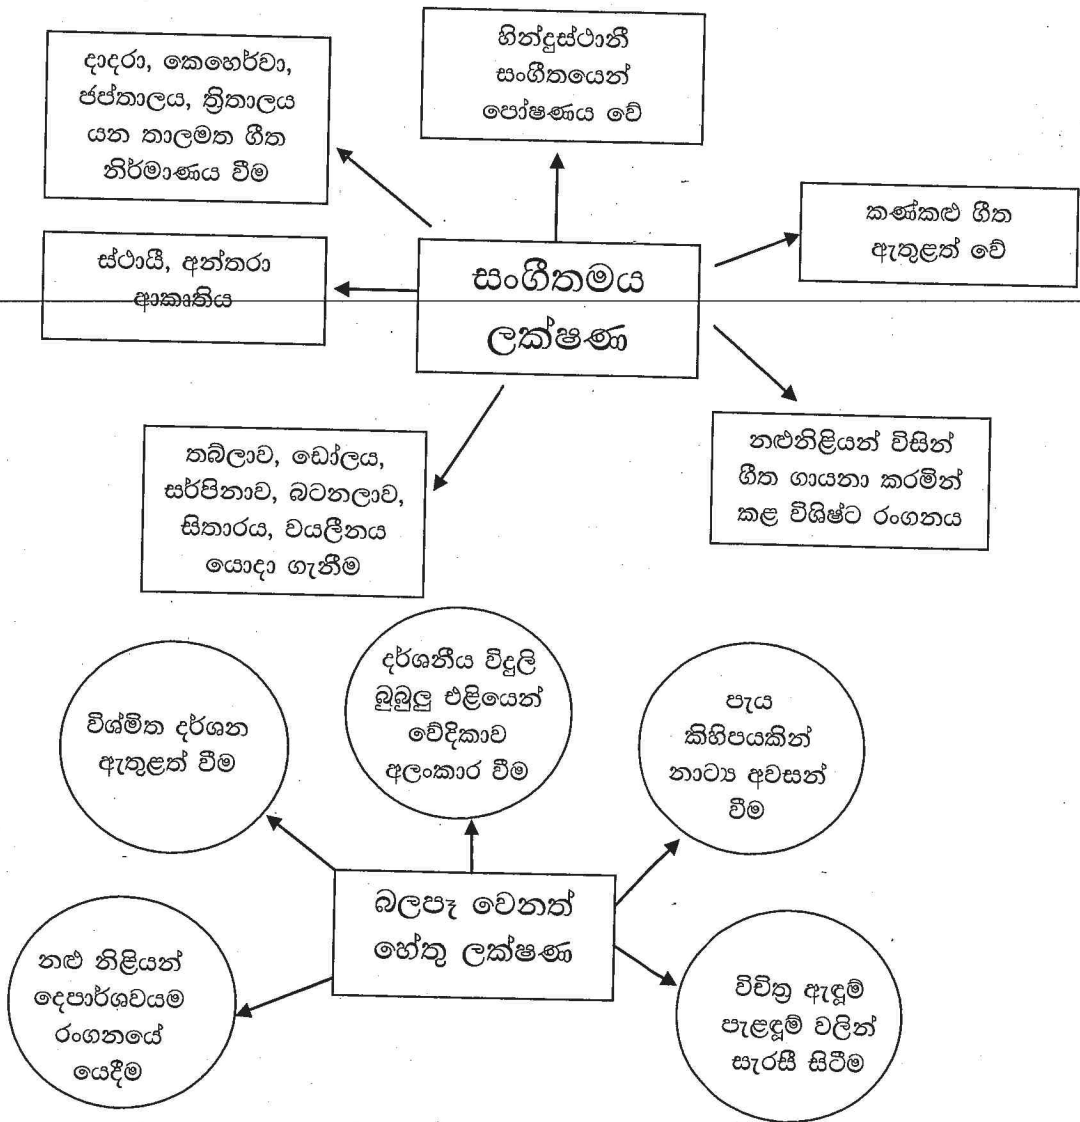 හින්දුස්ථානී
සංගීතයෙන්
පෝෂණය වේ
දාදරා, කෙහෙර්වා,
ජප්තාලය, ත්‍රිතාලය
යන තාලමත ගීත
නිර්මාණය වීම
කණ්කළු ගීත
ඇතුළත් වේ
ස්ථායී, අන්තරා
ආකෘතිය
සංගීතමය
ලක්ෂණ
තබ්ලාව, ඩෝලය,
සර්පිනාව, බටනලාව,
සිතාරය, වයලීනය
යොදා ගැනීම
නළුනිළියන් විසින්
ගීත ගායනා කරමින්
කළ විශිෂ්ට රංගනය
විශ්මිත දර්ශන
ඇතුළත් වීම
දර්ශනීය විදුලි
බුබුලු එළියෙන්
වේදිකාව
අලංකාර වීම
පැය
කිහිපයකින්
නාට්‍ය අවසන්
වීම
බලපෑ වෙනත්
හේතු ලක්ෂණ
නළු නිළියන්
දෙපාර්ශවයම
රංගනයේ
යෙදීම
විචිත්‍ර ඇඳූම්
පැළඳූම් වලින්
සැරසී සිටීම